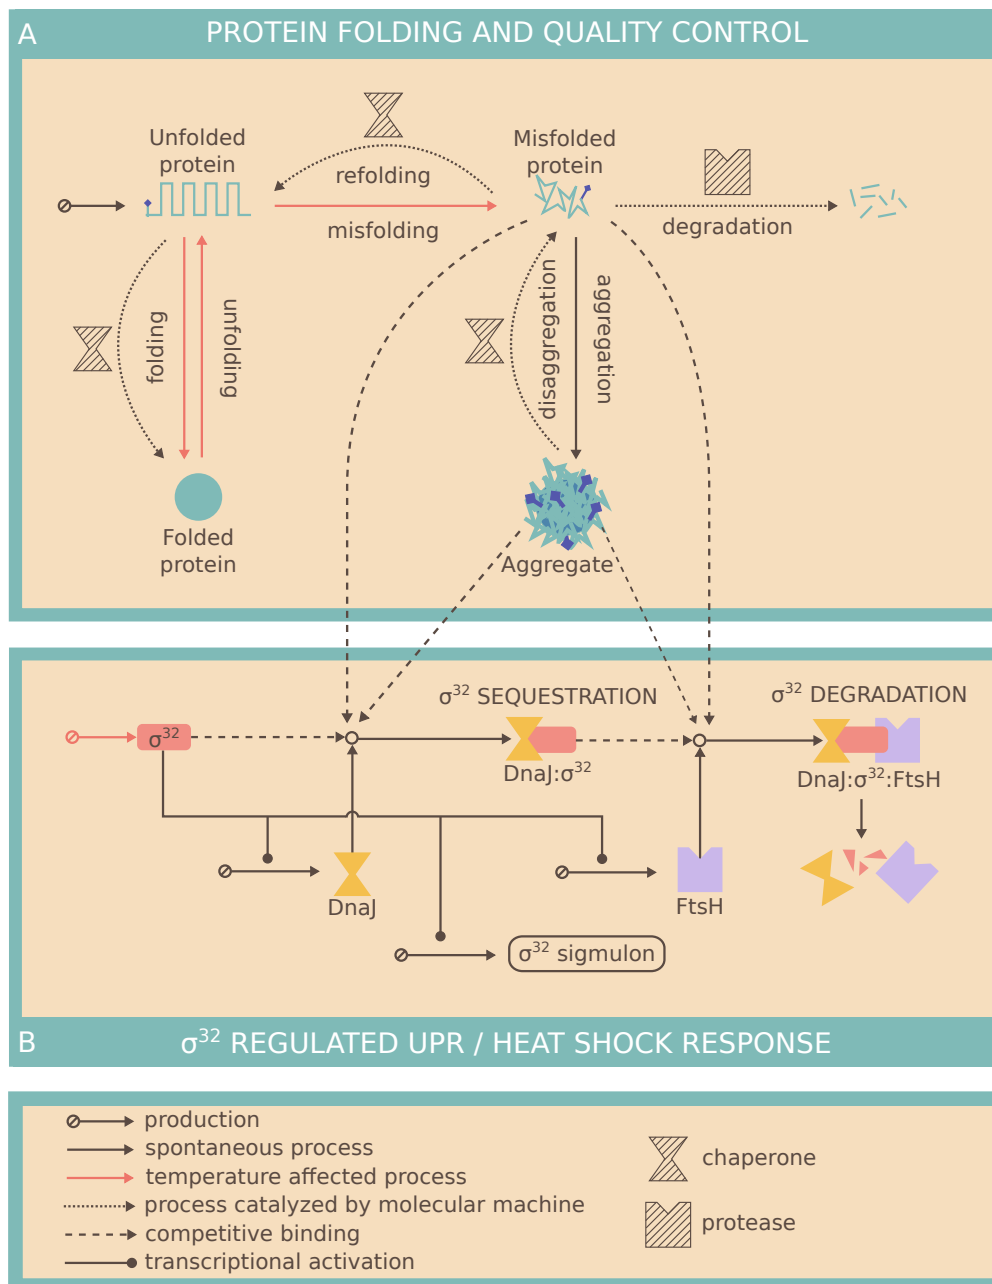 A
PROTEIN FOLDING AND QUALITY CONTROL
Unfolded
protein
Misfolded
protein
refolding
misfolding
degradation
folding
unfolding
disaggregation
aggregation
Folded
protein
Aggregate
σ³² SEQUESTRATION
σ³² DEGRADATION
σ³²
DnaJ:σ³²
DnaJ:σ³²:FtsH
DnaJ
FtsH
σ³² sigmulon
B
σ³² REGULATED UPR / HEAT SHOCK RESPONSE
production
spontaneous process
temperature affected process
process catalyzed by molecular machine
competitive binding
transcriptional activation
chaperone
protease